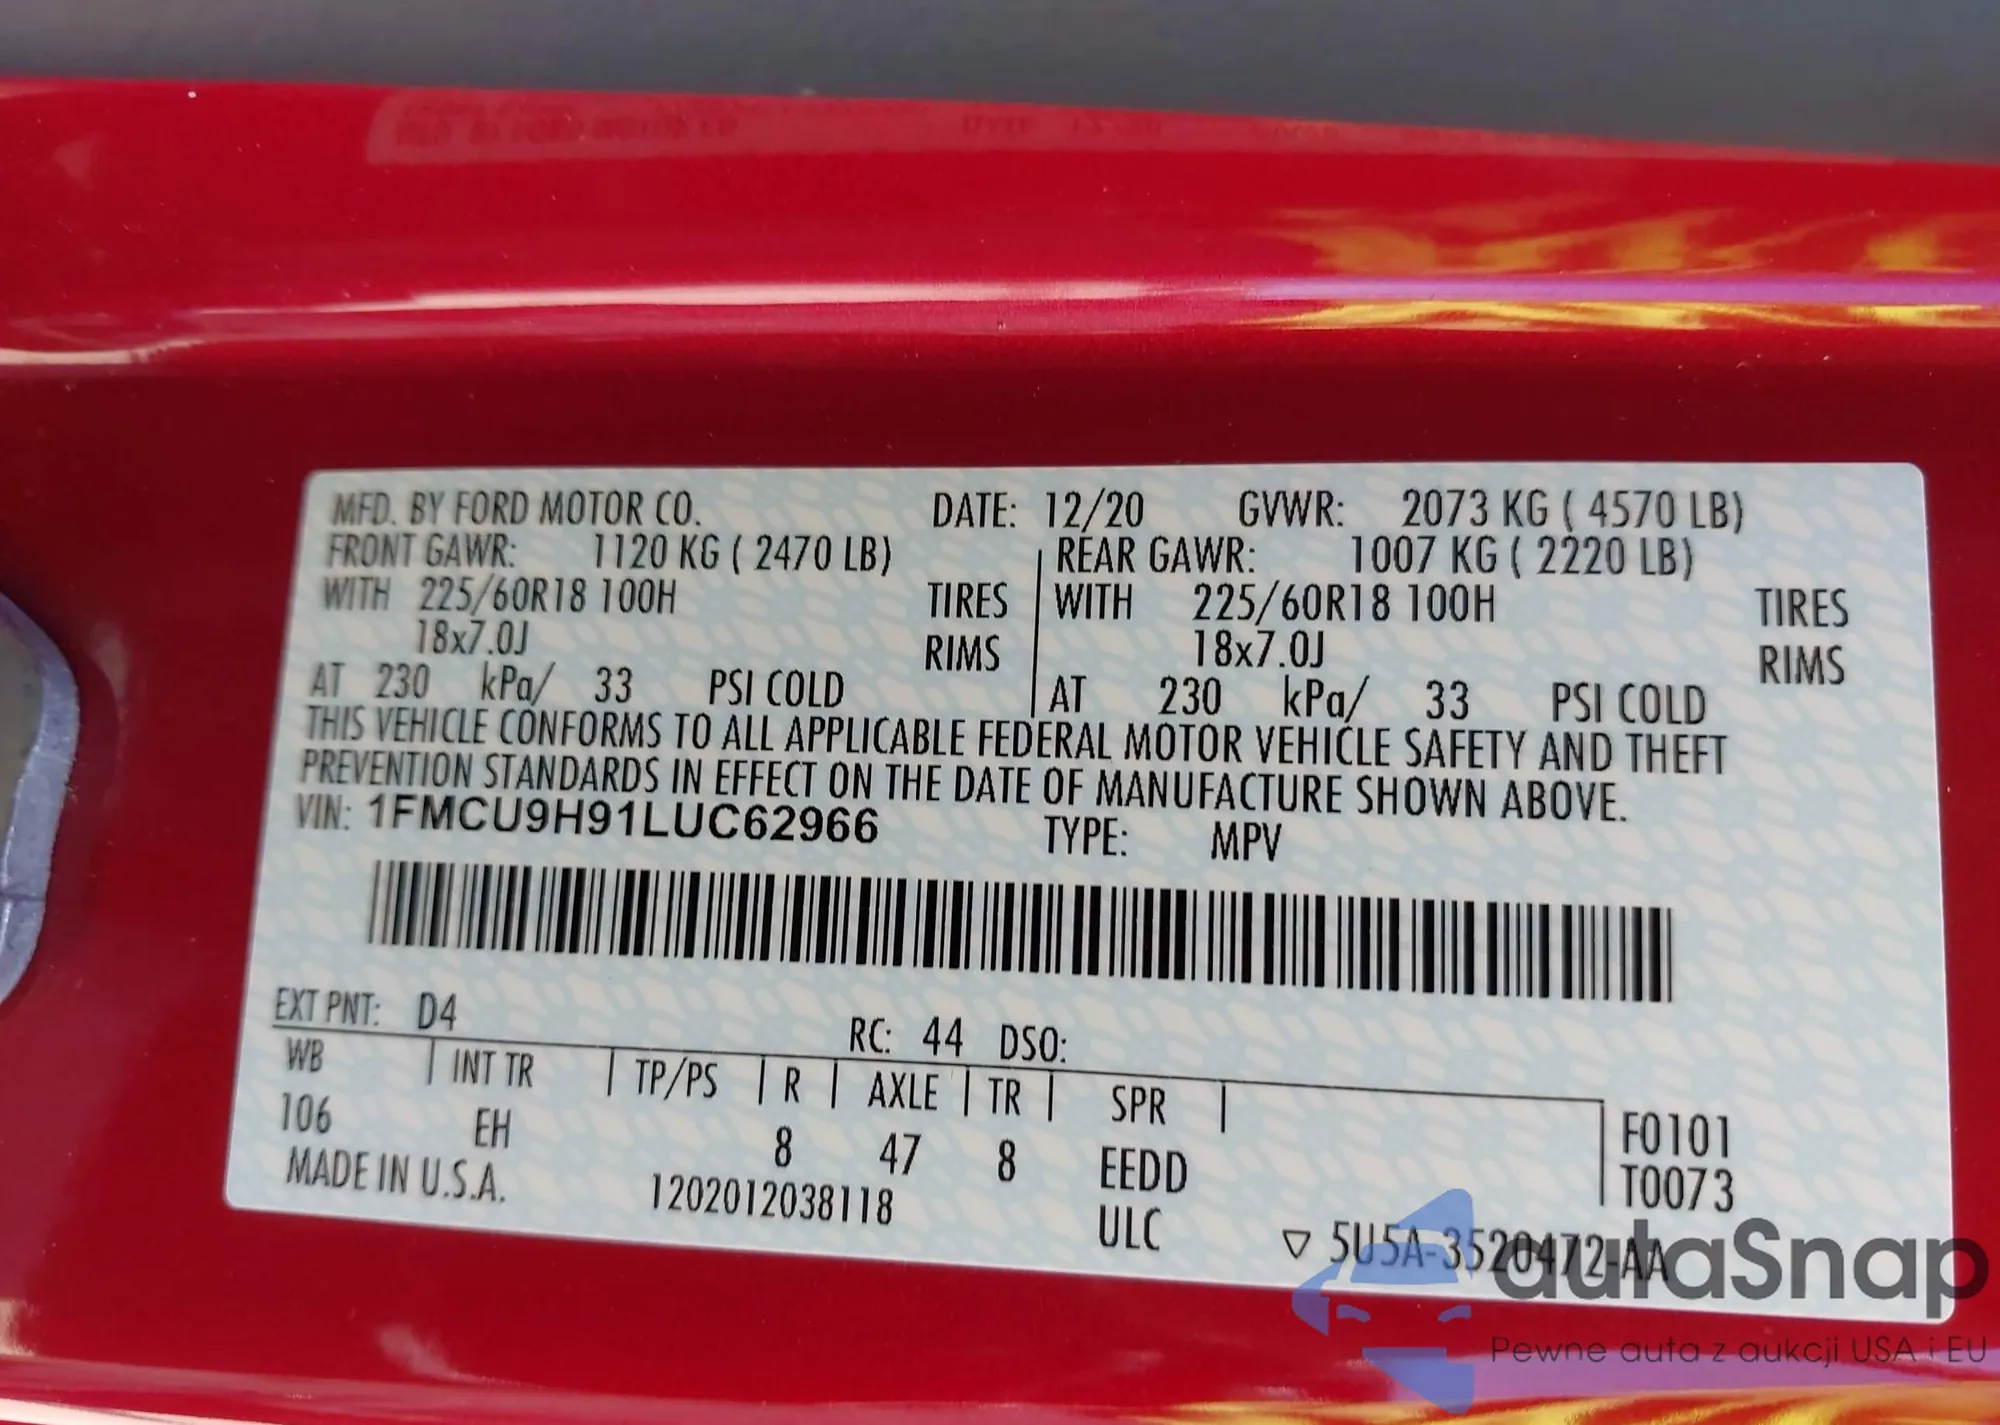 MFD. BY FORD MOTOR CO. DATE: 12/20 GVWR: 2073 KG ( 4570 LB)
FRONT GAWR: 1120 KG ( 2470 LB) REAR GAWR: 1007 KG ( 2220 LB)
WITH 225/60R18 100H TIRES WITH 225/60R18 100H TIRES
18x7.0J RIMS 18x7.0J RIMS
AT 230 kPa/ 33 PSI COLD AT 230 kPa/ 33 PSI COLD
THIS VEHICLE CONFORMS TO ALL APPLICABLE FEDERAL MOTOR VEHICLE SAFETY AND THEFT
PREVENTION STANDARDS IN EFFECT ON THE DATE OF MANUFACTURE SHOWN ABOVE.
VIN: 1FMCU9H91LUC62966 TYPE: MPV
EXT PNT: D4 RC: 44 DSO:
WB INT TR TP/PS R AXLE TR SPR
106 EH 8 47 8 EEDD F0101
T0073
MADE IN U.S.A. 1202012038118 ULC ▽ 5U5A-3520472-AA
autaSnap
Pewne auta z aukcji USA i EU